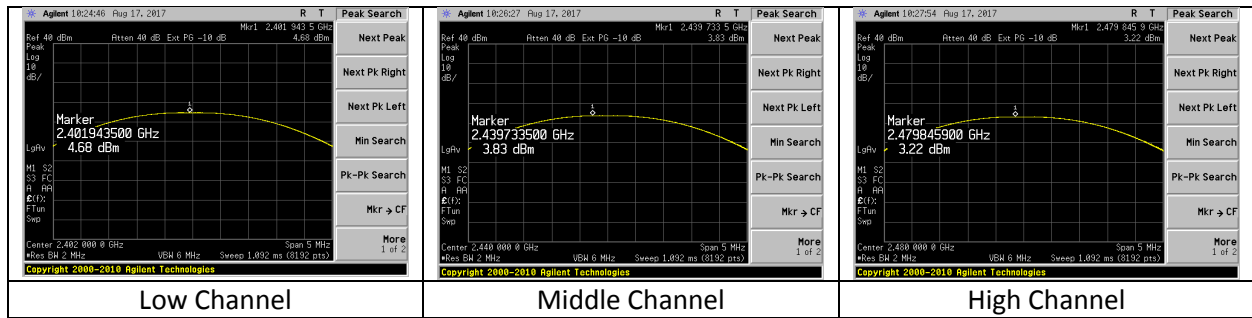 Agilent 10:24:46 Aug 17, 2017 R T Peak Search
Mkr1 2.401 943 5 GHz
Ref 40 dBm Atten 40 dB Ext PG -10 dB 4.68 dBm
Peak
Log
10
dB/
1
Marker
2.401943500 GHz
4.68 dBm
LgAv
M1 S2
S3 FC
A AA
£(f):
FTun
Swp
Center 2.402 000 0 GHz Span 5 MHz
*Res BW 2 MHz VBW 6 MHz Sweep 1.092 ms (8192 pts)
Copyright 2000-2010 Agilent Technologies
Next Peak
Next Pk Right
Next Pk Left
Min Search
Pk-Pk Search
Mkr → CF
More
1 of 2
Low Channel
Agilent 10:26:27 Aug 17, 2017 R T Peak Search
Mkr1 2.439 733 5 GHz
Ref 40 dBm Atten 40 dB Ext PG -10 dB 3.83 dBm
Peak
Log
10
dB/
1
Marker
2.439733500 GHz
3.83 dBm
LgAv
M1 S2
S3 FC
A AA
£(f):
FTun
Swp
Center 2.440 000 0 GHz Span 5 MHz
*Res BW 2 MHz VBW 6 MHz Sweep 1.092 ms (8192 pts)
Copyright 2000-2010 Agilent Technologies
Next Peak
Next Pk Right
Next Pk Left
Min Search
Pk-Pk Search
Mkr → CF
More
1 of 2
Middle Channel
Agilent 10:27:54 Aug 17, 2017 R T Peak Search
Mkr1 2.479 845 9 GHz
Ref 40 dBm Atten 40 dB Ext PG -10 dB 3.22 dBm
Peak
Log
10
dB/
1
Marker
2.479845900 GHz
3.22 dBm
LgAv
M1 S2
S3 FC
A AA
£(f):
FTun
Swp
Center 2.480 000 0 GHz Span 5 MHz
*Res BW 2 MHz VBW 6 MHz Sweep 1.092 ms (8192 pts)
Copyright 2000-2010 Agilent Technologies
Next Peak
Next Pk Right
Next Pk Left
Min Search
Pk-Pk Search
Mkr → CF
More
1 of 2
High Channel